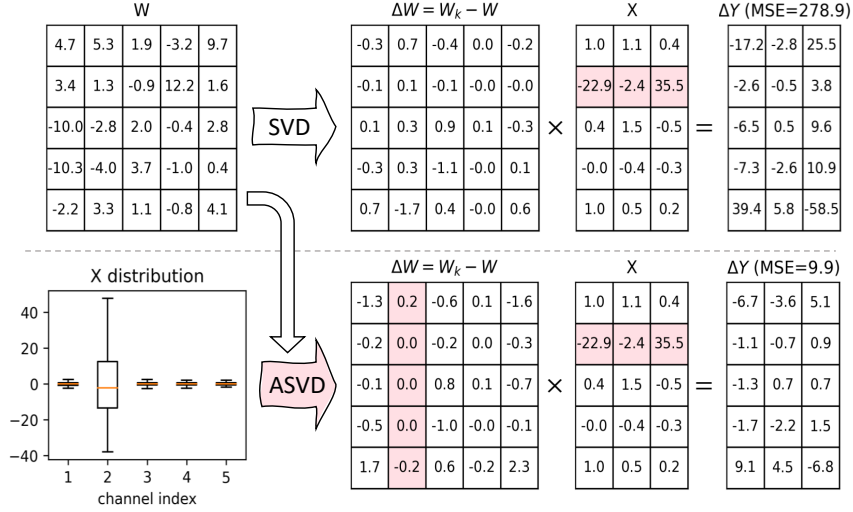 W
4.7 5.3 1.9 -3.2 9.7
3.4 1.3 -0.9 12.2 1.6
-10.0 -2.8 2.0 -0.4 2.8
-10.3 -4.0 3.7 -1.0 0.4
-2.2 3.3 1.1 -0.8 4.1
SVD
ΔW = Wₖ − W
-0.3 0.7 -0.4 0.0 -0.2
-0.1 0.1 -0.1 -0.0 -0.0
0.1 0.3 0.9 0.1 -0.3
-0.3 0.3 -1.1 -0.0 0.1
0.7 -1.7 0.4 -0.0 0.6
×
X
1.0 1.1 0.4
-22.9 -2.4 35.5
0.4 1.5 -0.5
-0.0 -0.4 -0.3
1.0 0.5 0.2
=
ΔY (MSE=278.9)
-17.2 -2.8 25.5
-2.6 -0.5 3.8
-6.5 0.5 9.6
-7.3 -2.6 10.9
39.4 5.8 -58.5
X distribution
40
20
0
−20
−40
1 2 3 4 5
channel index
ASVD
ΔW = Wₖ − W
-1.3 0.2 -0.6 0.1 -1.6
-0.2 0.0 -0.2 0.0 -0.3
-0.1 0.0 0.8 0.1 -0.7
-0.5 0.0 -1.0 -0.0 -0.1
1.7 -0.2 0.6 -0.2 2.3
×
X
1.0 1.1 0.4
-22.9 -2.4 35.5
0.4 1.5 -0.5
-0.0 -0.4 -0.3
1.0 0.5 0.2
=
ΔY (MSE=9.9)
-6.7 -3.6 5.1
-1.1 -0.7 0.9
-1.3 0.7 0.7
-1.7 -2.2 1.5
9.1 4.5 -6.8